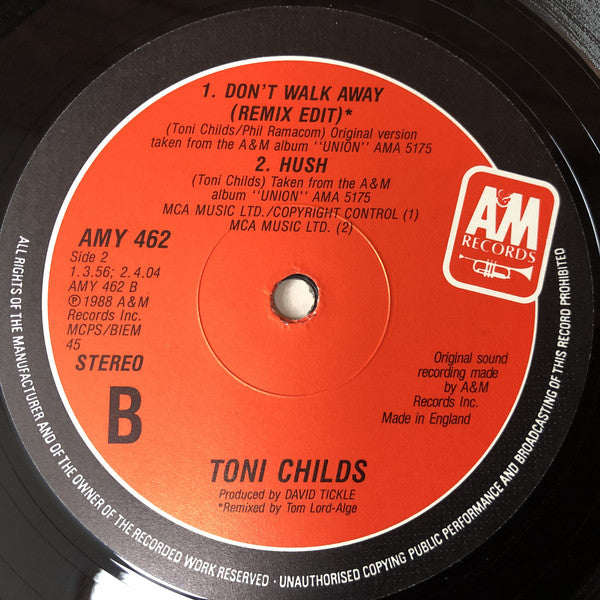 1. DON'T WALK AWAY
(REMIX EDIT)*
(Toni Childs/Phil Ramacom) Original version
taken from the A&M album ''UNION'' AMA 5175
2. HUSH
(Toni Childs) Taken from the A&M
album ''UNION'' AMA 5175
MCA MUSIC LTD./COPYRIGHT CONTROL (1)
MCA MUSIC LTD. (2)
A&M
RECORDS
AMY 462
Side 2
1. 3.56; 2. 4.04
AMY 462 B
℗ 1988 A&M
Records Inc.
MCPS/BIEM
45
STEREO
B
Original sound
recording made
by A&M
Records Inc.
Made in England
TONI CHILDS
Produced by DAVID TICKLE
*Remixed by Tom Lord-Alge
ALL RIGHTS OF THE MANUFACTURER AND OF THE OWNER OF THE RECORDED WORK RESERVED · UNAUTHORISED COPYING PUBLIC PERFORMANCE AND BROADCASTING OF THIS RECORD PROHIBITED